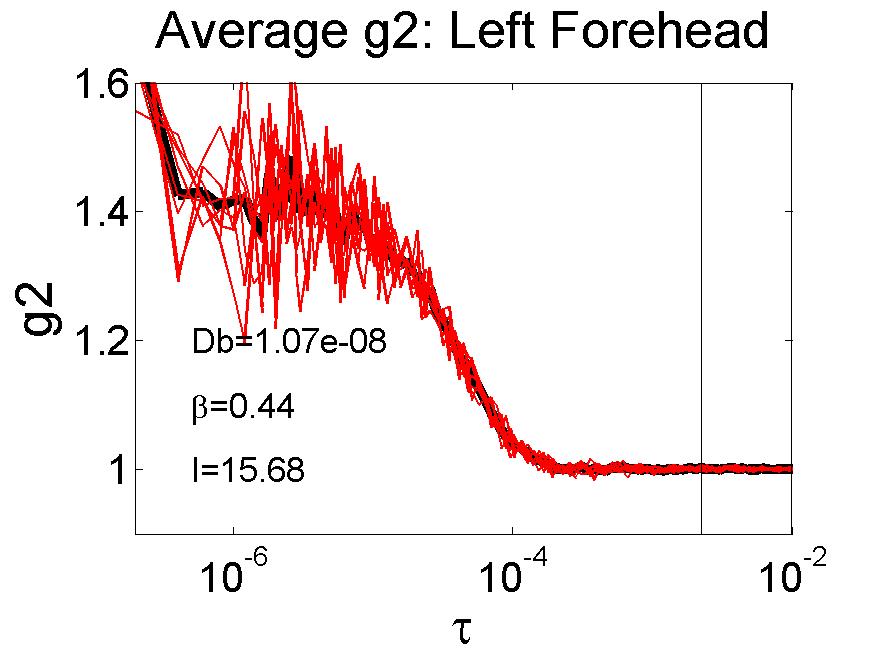 Average g2: Left Forehead
1.6
1.4
1.2
1
g2
Db=1.07e-08
β=0.44
I=15.68
10^-6
10^-4
10^-2
τ